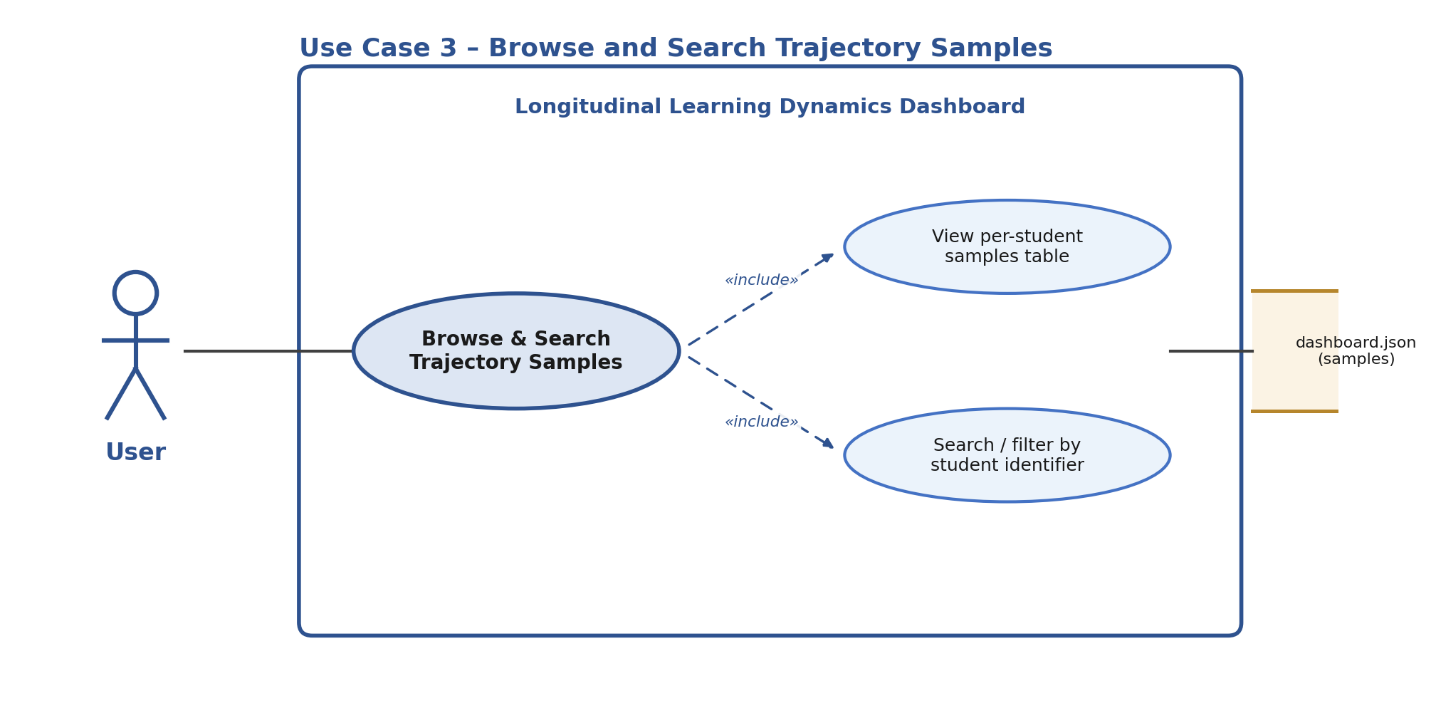 Use Case 3 – Browse and Search Trajectory Samples
Longitudinal Learning Dynamics Dashboard
View per-student
samples table
«include»
Browse & Search
Trajectory Samples
dashboard.json
(samples)
«include»
Search / filter by
student identifier
User